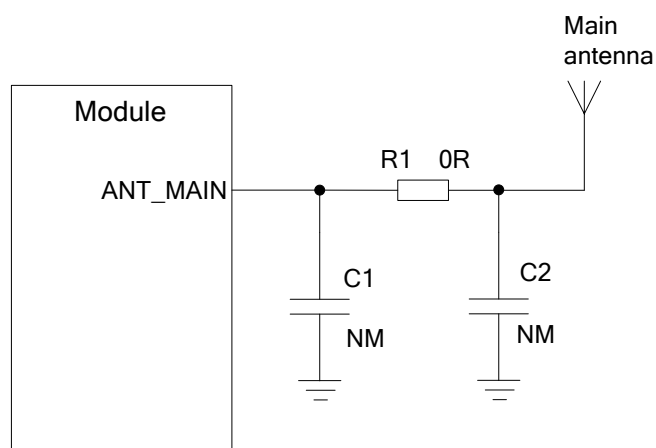 Main
antenna
Module
R1 0R
ANT_MAIN
C1
NM
C2
NM